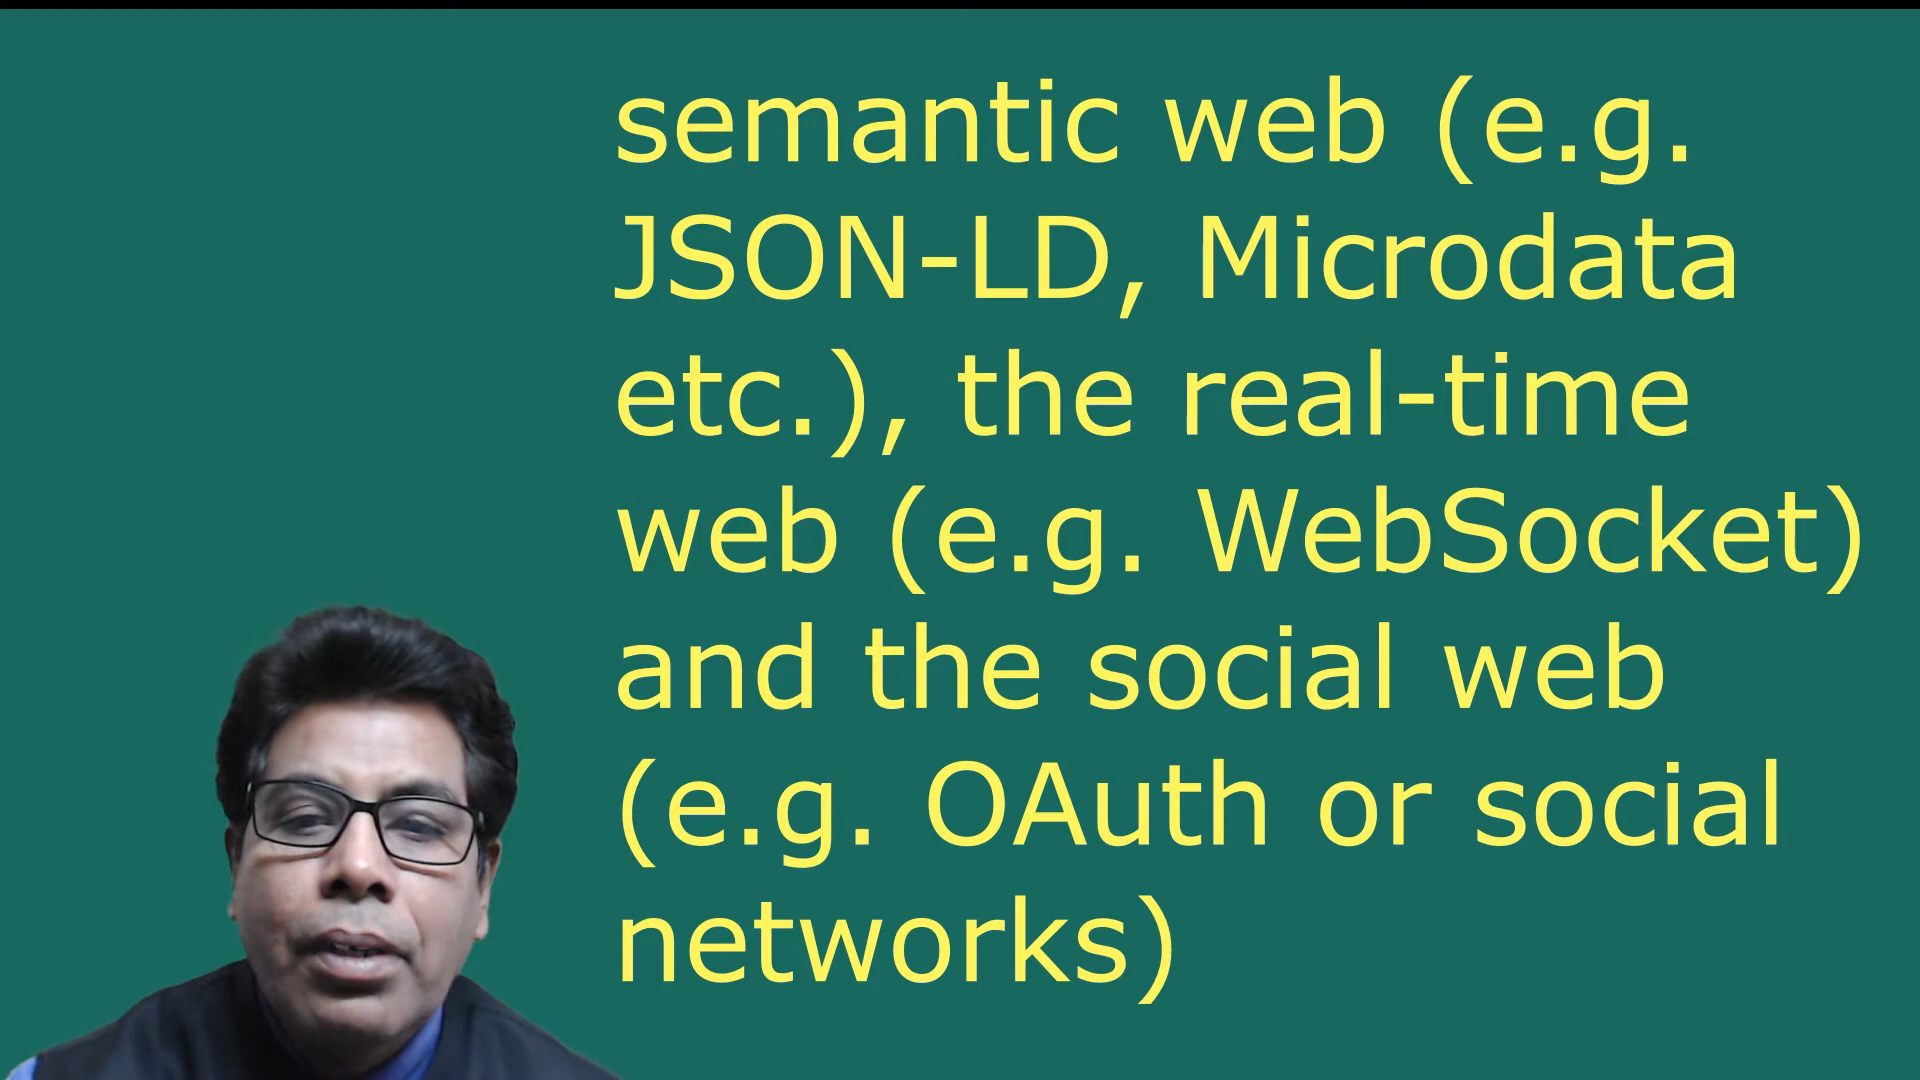 semantic web (e.g.
JSON-LD, Microdata
etc.), the real-time
web (e.g. WebSocket)
and the social web
(e.g. OAuth or social
networks)